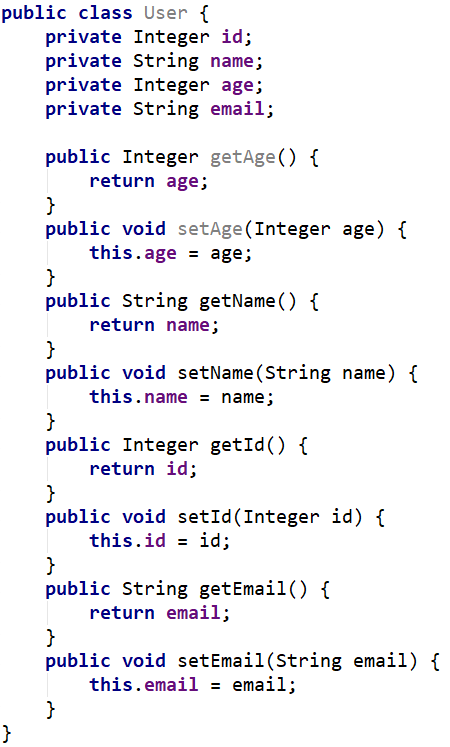 public class User {
    private Integer id;
    private String name;
    private Integer age;
    private String email;

    public Integer getAge() {
        return age;
    }
    public void setAge(Integer age) {
        this.age = age;
    }
    public String getName() {
        return name;
    }
    public void setName(String name) {
        this.name = name;
    }
    public Integer getId() {
        return id;
    }
    public void setId(Integer id) {
        this.id = id;
    }
    public String getEmail() {
        return email;
    }
    public void setEmail(String email) {
        this.email = email;
    }
}